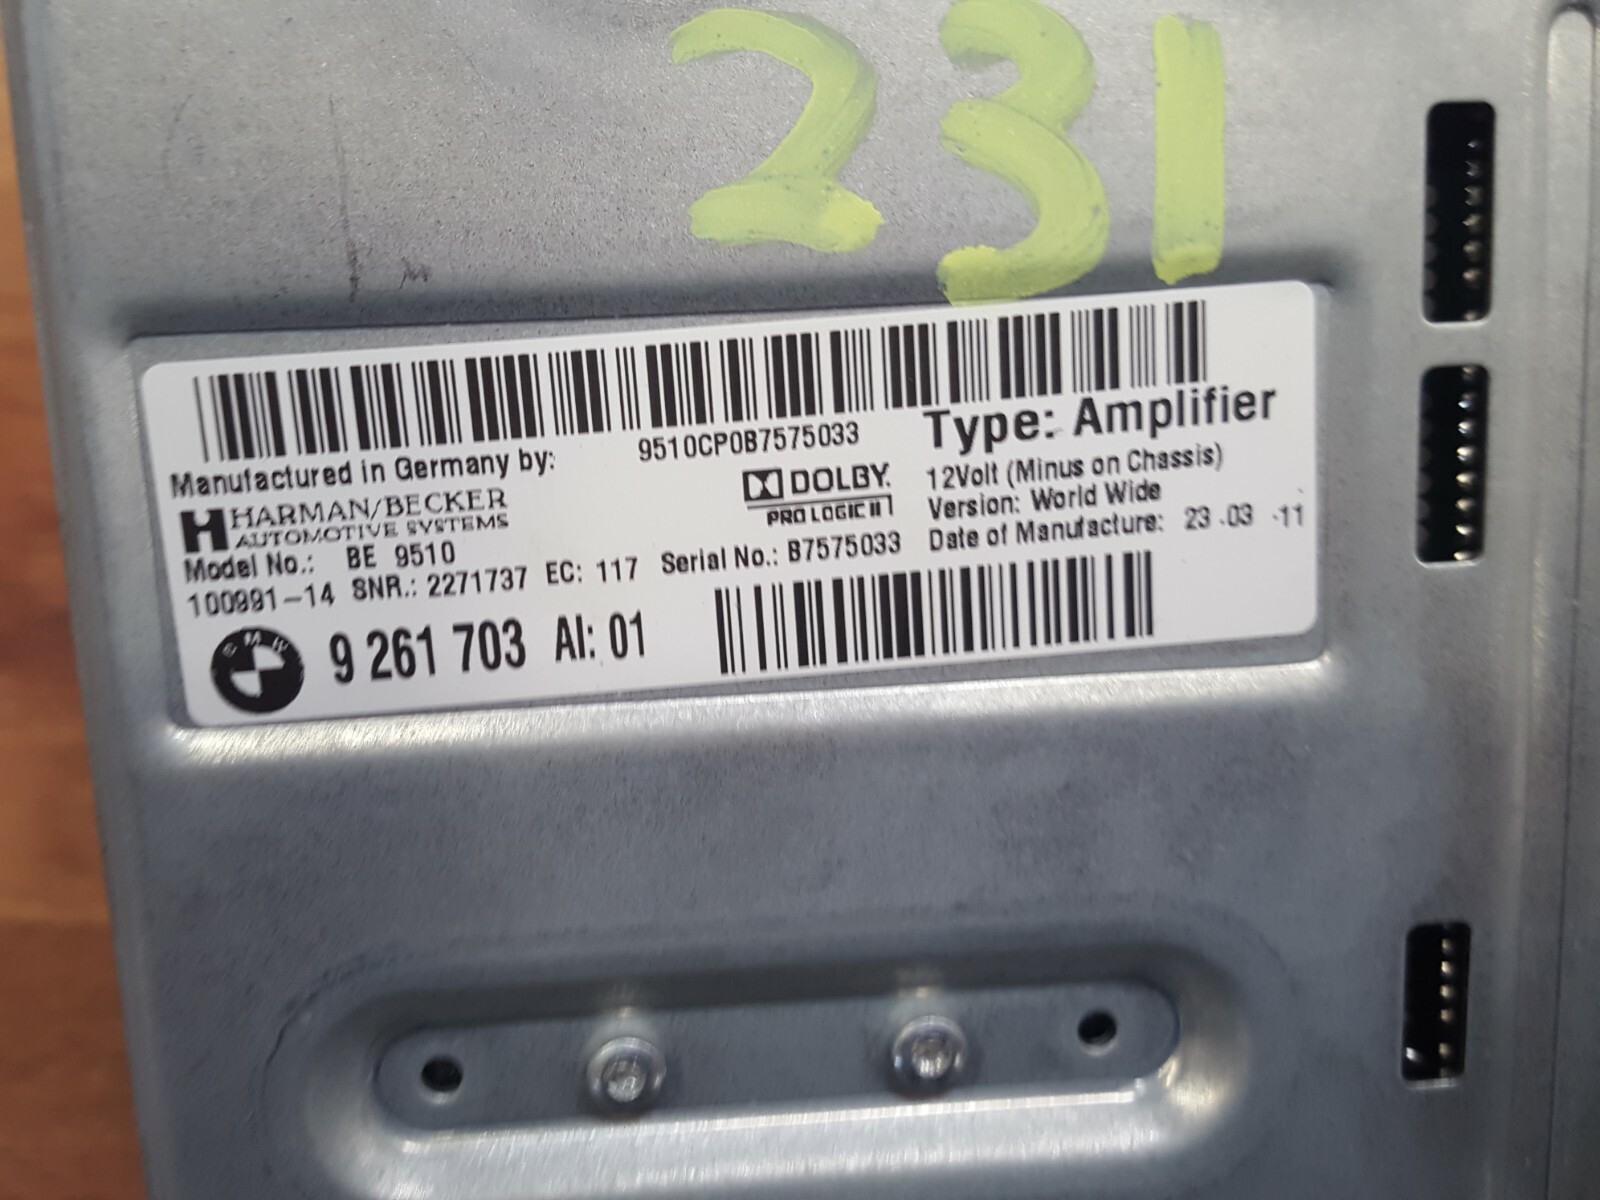 231
9510CP0B7575033
Type: Amplifier
Manufactured in Germany by:
HARMAN/BECKER
AUTOMOTIVE SYSTEMS
DOLBY
PRO LOGIC II
12Volt (Minus on Chassis)
Version: World Wide
Model No.: BE 9510
100991-14 SNR.: 2271737 EC: 117 Serial No.: B7575033 Date of Manufacture: 23.03.11
BMW
9 261 703 AI: 01